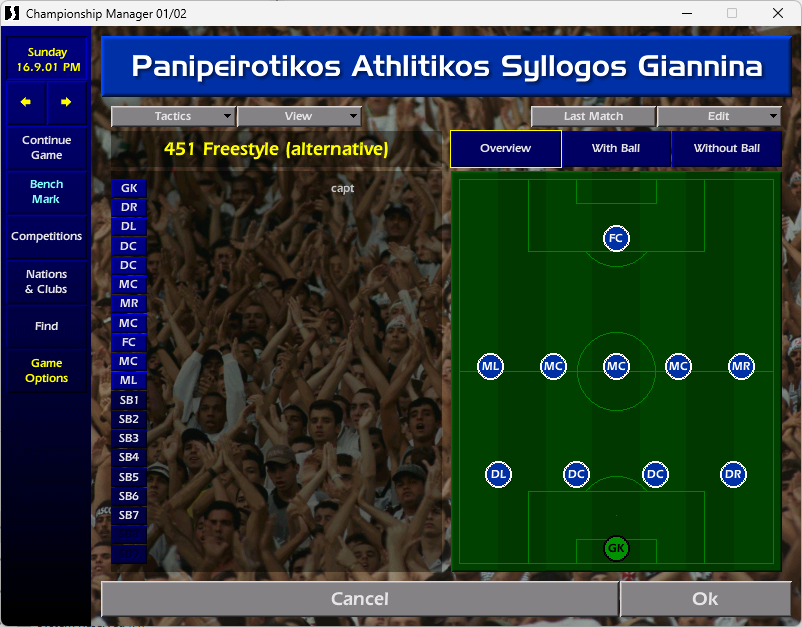 Championship Manager 01/02
Sunday
16.9.01 PM
Continue
Game
Bench
Mark
Competitions
Nations
& Clubs
Find
Game
Options
Panipeirotikos Athlitikos Syllogos Giannina
Tactics
View
Last Match
Edit
451 Freestyle (alternative)
Overview
With Ball
Without Ball
GK
capt
DR
DL
DC
DC
MC
MR
MC
FC
MC
ML
SB1
SB2
SB3
SB4
SB5
SB6
SB7
FC
ML MC MC MC MR
DL DC DC DR
GK
Cancel
Ok